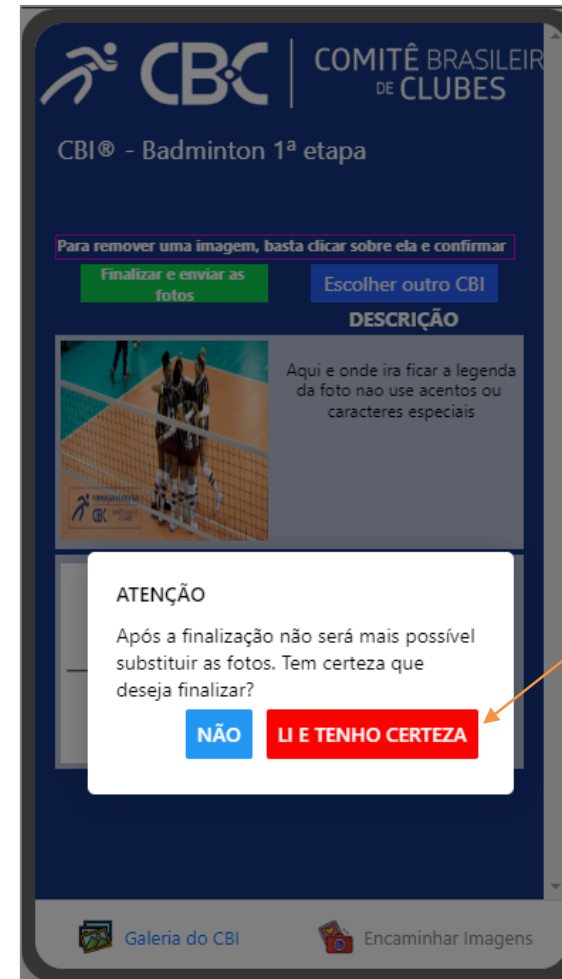 CBC
COMITÊ BRASILEIR
DE CLUBES
CBI® - Badminton 1ª etapa
Para remover uma imagem, basta clicar sobre ela e confirmar
Finalizar e enviar as
fotos
Escolher outro CBI
DESCRIÇÃO
Aqui e onde ira ficar a legenda
da foto nao use acentos ou
caracteres especiais
CBC
ATENÇÃO
Após a finalização não será mais possível
substituir as fotos. Tem certeza que
deseja finalizar?
NÃO
LI E TENHO CERTEZA
Galeria do CBI
Encaminhar Imagens